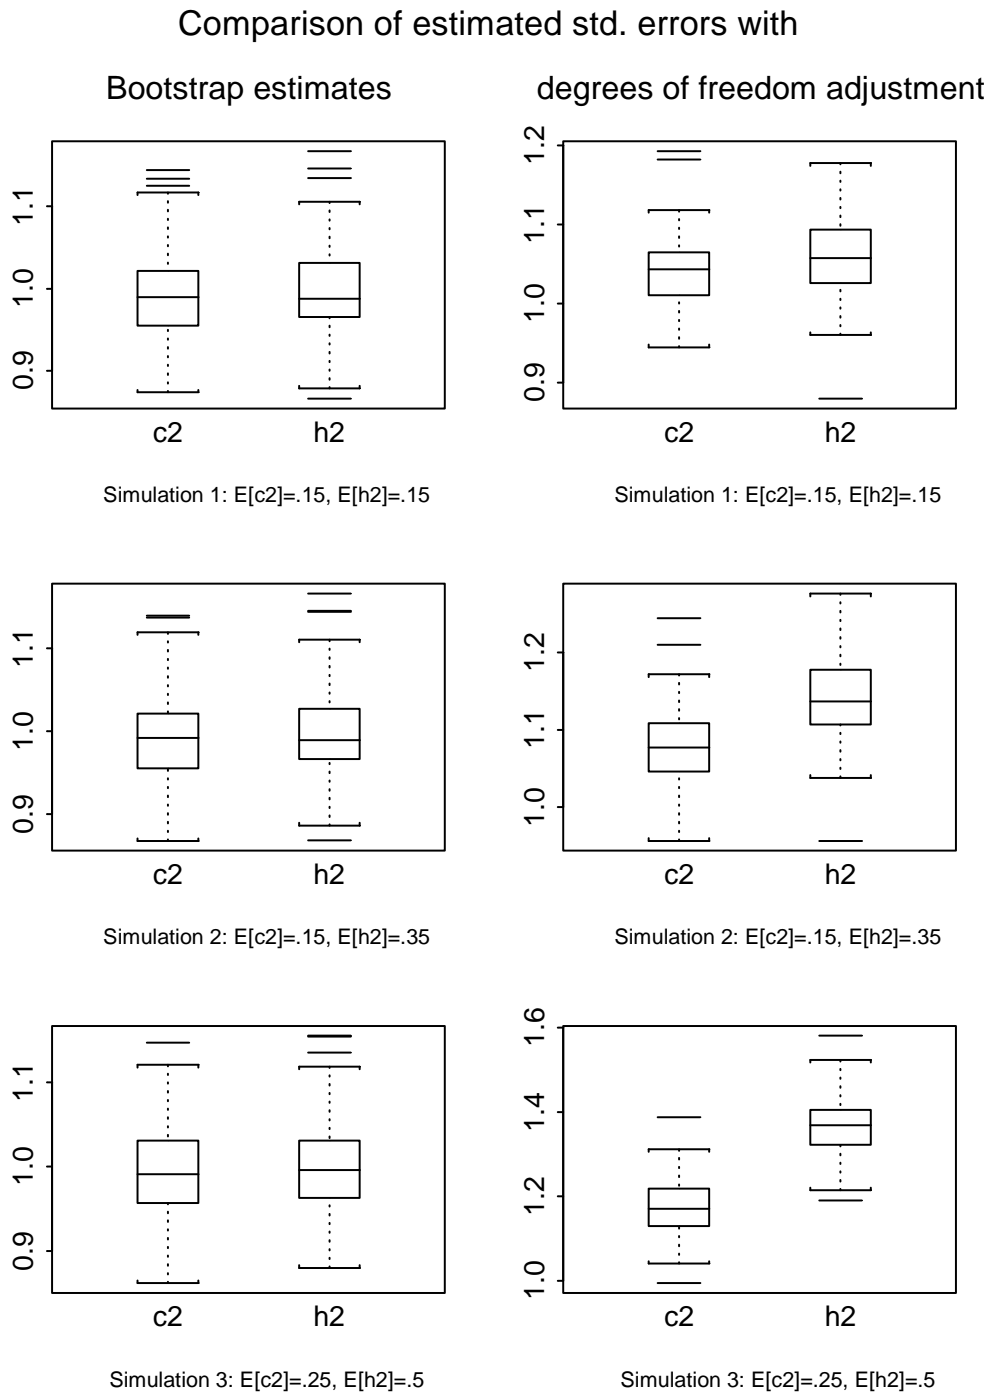 Comparison of estimated std. errors with
Bootstrap estimates
degrees of freedom adjustment
1.1
1.0
0.9
c2 h2
Simulation 1: E[c2]=.15, E[h2]=.15
1.2
1.1
1.0
0.9
c2 h2
Simulation 1: E[c2]=.15, E[h2]=.15
1.1
1.0
0.9
c2 h2
Simulation 2: E[c2]=.15, E[h2]=.35
1.2
1.1
1.0
c2 h2
Simulation 2: E[c2]=.15, E[h2]=.35
1.1
1.0
0.9
c2 h2
Simulation 3: E[c2]=.25, E[h2]=.5
1.6
1.4
1.2
1.0
c2 h2
Simulation 3: E[c2]=.25, E[h2]=.5